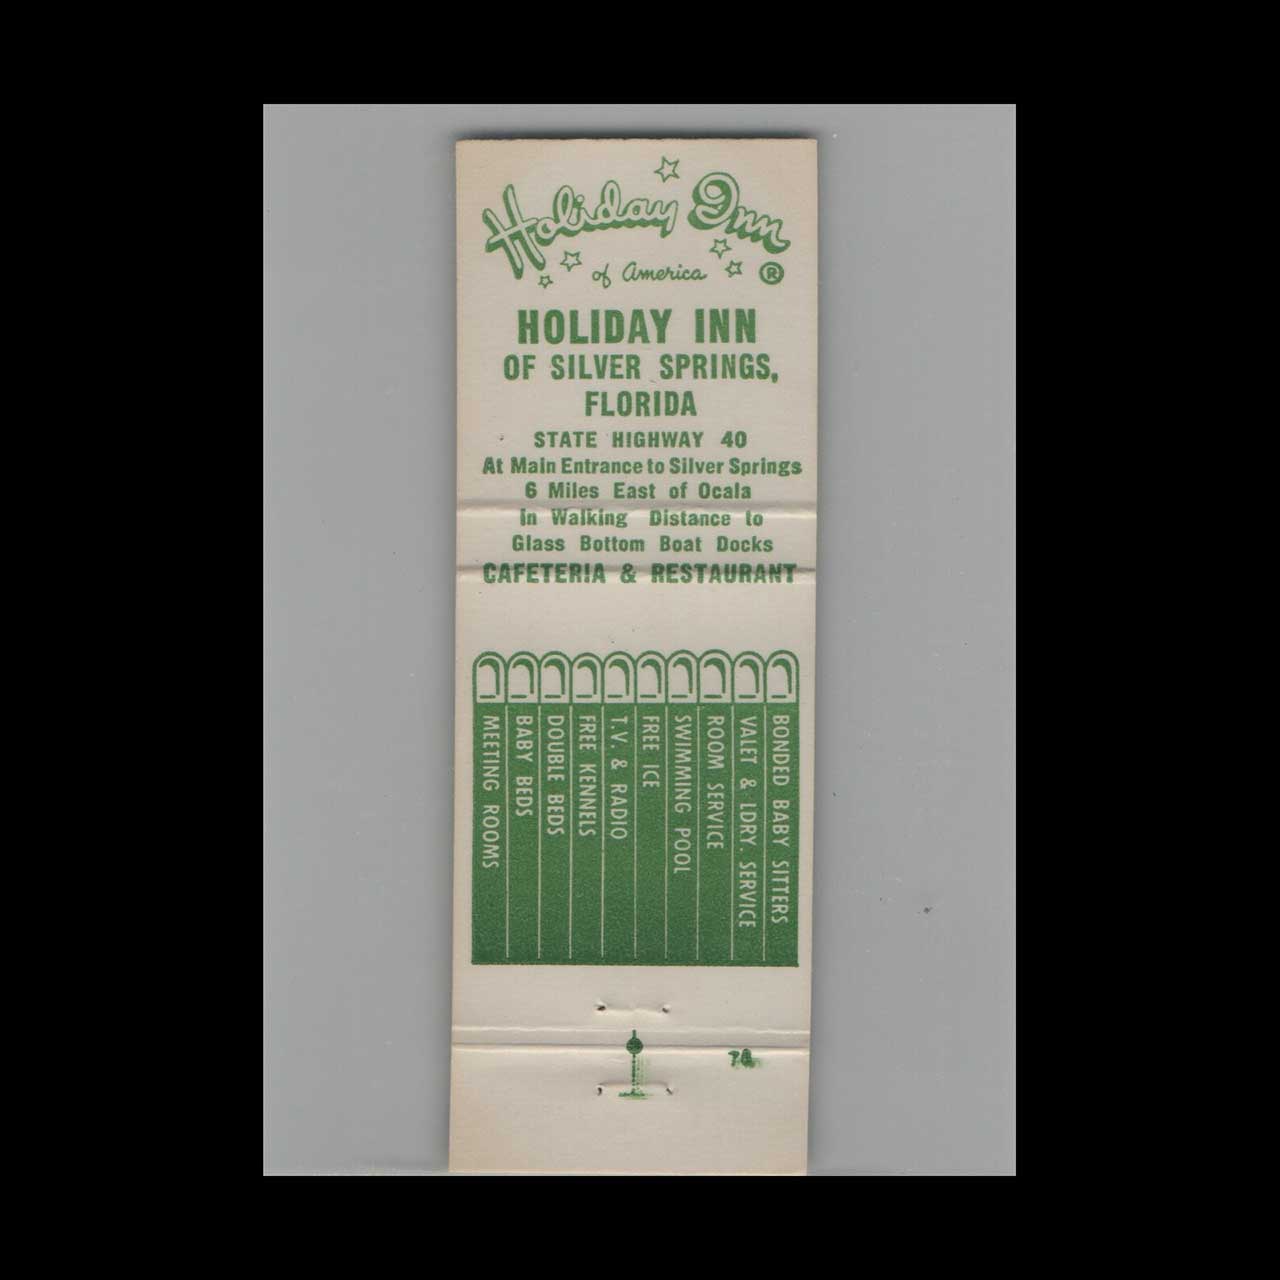 Holiday Inn
of America ®
HOLIDAY INN
OF SILVER SPRINGS,
FLORIDA
STATE HIGHWAY 40
At Main Entrance to Silver Springs
6 Miles East of Ocala
in Walking Distance to
Glass Bottom Boat Docks
CAFETERIA & RESTAURANT
BONDED BABY SITTERS
VALET & LDRY. SERVICE
ROOM SERVICE
SWIMMING POOL
FREE ICE
T.V. & RADIO
FREE KENNELS
DOUBLE BEDS
BABY BEDS
MEETING ROOMS